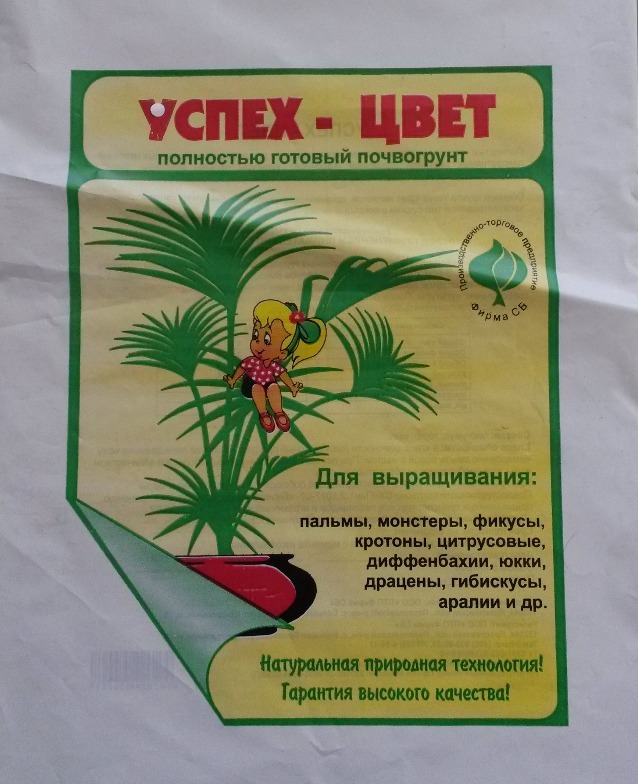 УСПЕХ - ЦВЕТ
полностью готовый почвогрунт
Производственно-торговое предприятие
Фирма СБ
Для выращивания:
пальмы, монстеры, фикусы,
кротоны, цитрусовые,
диффенбахии, юкки,
драцены, гибискусы,
аралии и др.
Натуральная природная технология!
Гарантия высокого качества!